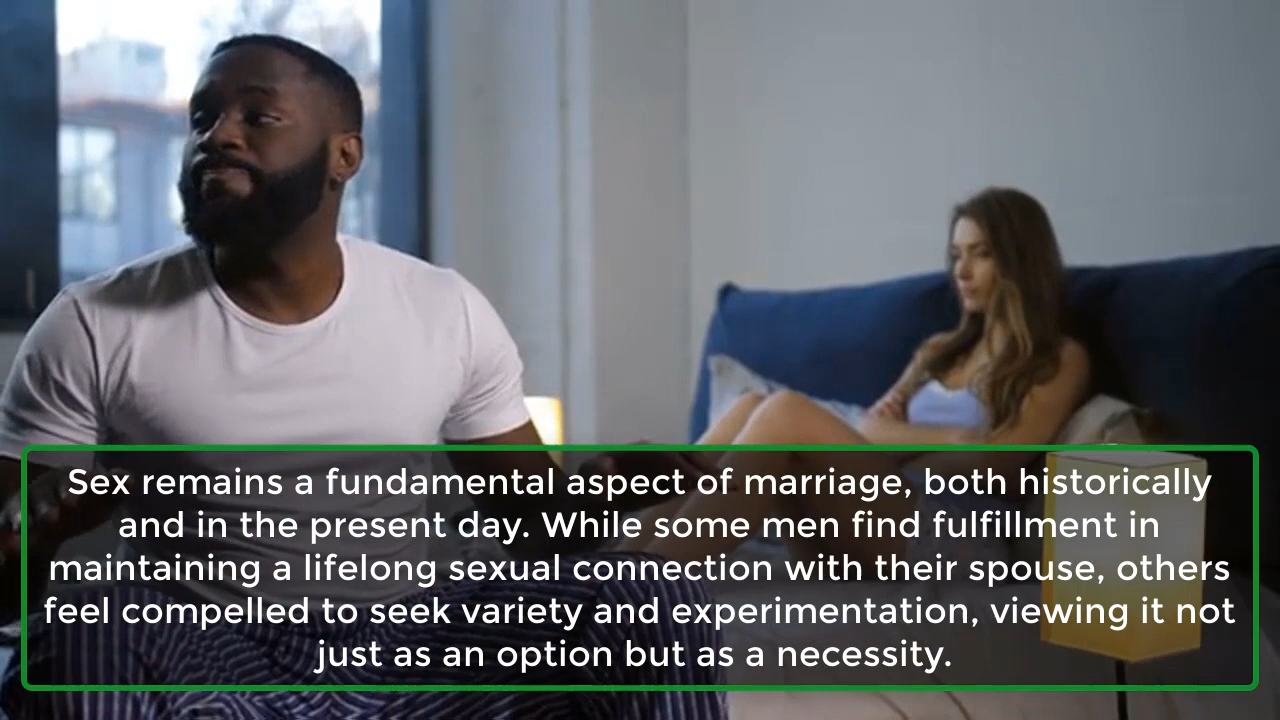 Sex remains a fundamental aspect of marriage, both historically
and in the present day. While some men find fulfillment in
maintaining a lifelong sexual connection with their spouse, others
feel compelled to seek variety and experimentation, viewing it not
just as an option but as a necessity.